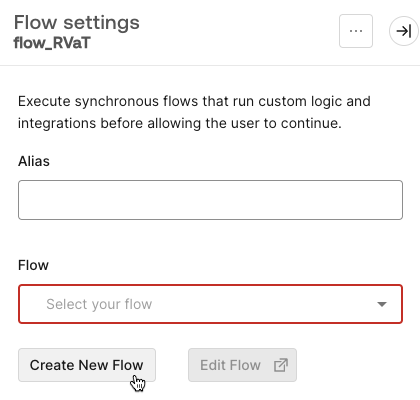 Flow settings
flow_RVaT
Execute synchronous flows that run custom logic and
integrations before allowing the user to continue.
Alias
Flow
Select your flow
Create New Flow
Edit Flow